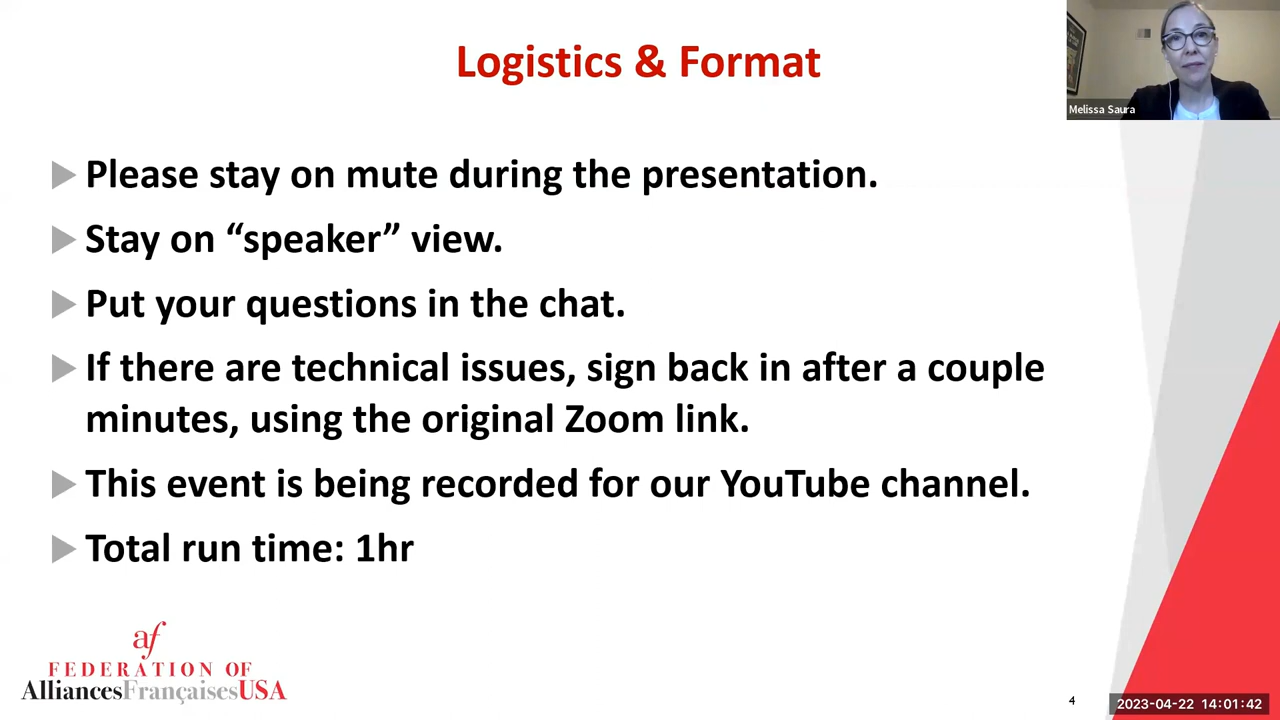 Logistics & Format
Melissa Saura
Please stay on mute during the presentation.
Stay on “speaker” view.
Put your questions in the chat.
If there are technical issues, sign back in after a couple
minutes, using the original Zoom link.
This event is being recorded for our YouTube channel.
Total run time: 1hr
af
FEDERATION OF
AlliancesFrançaisesUSA
4
2023-04-22 14:01:42